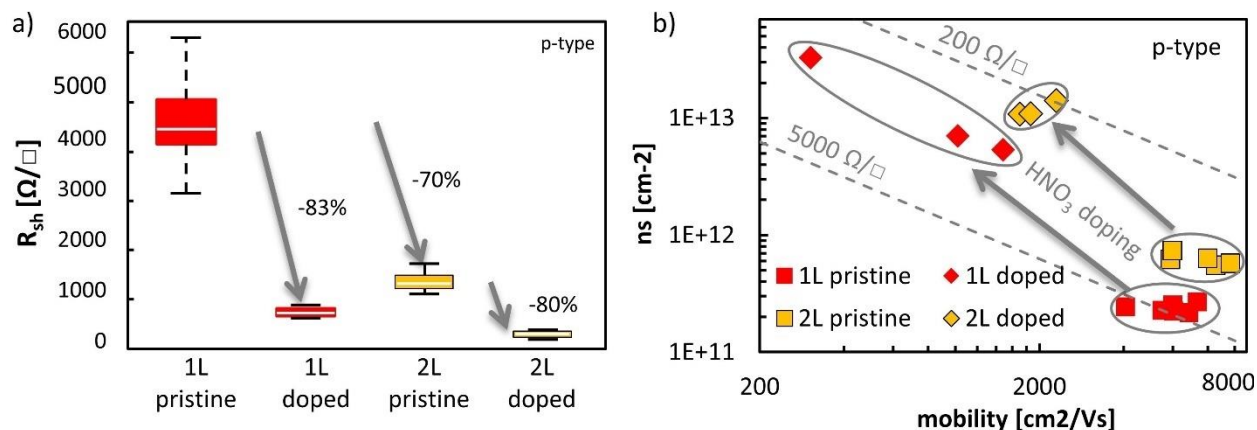 a)
p-type
6000
5000
4000
3000
2000
1000
0
R_sh [Ω/□]
-83%
-70%
-80%
1L pristine
1L doped
2L pristine
2L doped
b)
p-type
200 Ω/□
5000 Ω/□
HNO₃ doping
1E+13
1E+12
1E+11
ns [cm-2]
1L pristine
1L doped
2L pristine
2L doped
200
2000
8000
mobility [cm2/Vs]